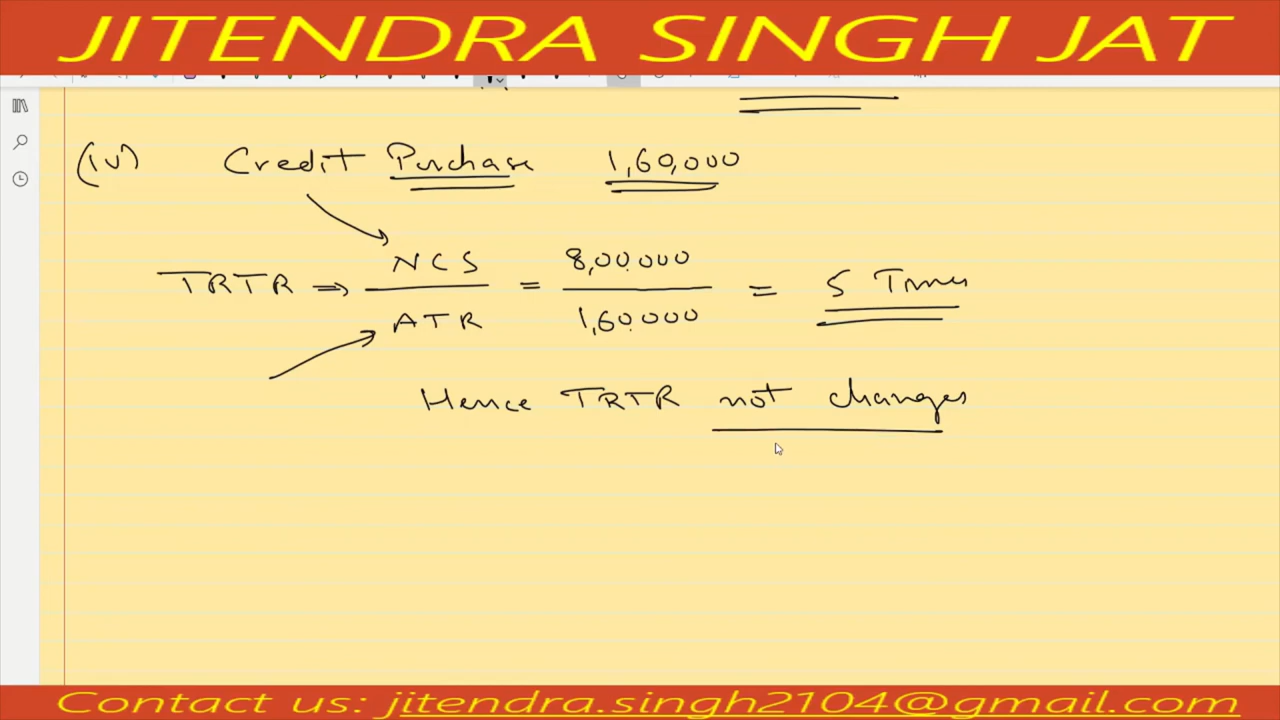 JITENDRA SINGH JAT
(iv) Credit Purchase 1,60,000
TRTR ⇒ NCS / ATR = 8,00,000 / 1,60,000 = 5 Times
Hence TRTR not changes
Contact us: jitendra.singh2104@gmail.com